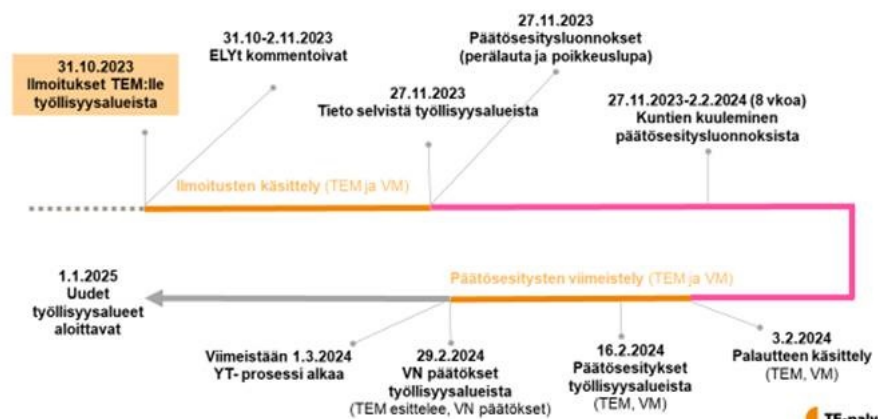 31.10.2023
Ilmoitukset TEM:lle
työllisyysalueista
31.10-2.11.2023
ELYt kommentoivat
27.11.2023
Tieto selvistä työllisyysalueista
27.11.2023
Päätösesitysluonnokset
(perälauta ja poikkeuslupa)
27.11.2023-2.2.2024 (8 vkoa)
Kuntien kuuleminen
päätösesitysluonnoksista
Ilmoitusten käsittely (TEM ja VM)
1.1.2025
Uudet
työllisyysalueet
aloittavat
Päätösesitysten viimeistely (TEM ja VM)
Viimeistään 1.3.2024
YT- prosessi alkaa
29.2.2024
VN päätökset
työllisyysalueista
(TEM esittelee, VN päätökset)
16.2.2024
Päätösesitykset
työllisyysalueista
(TEM, VM)
3.2.2024
Palautteen käsittely
(TEM, VM)